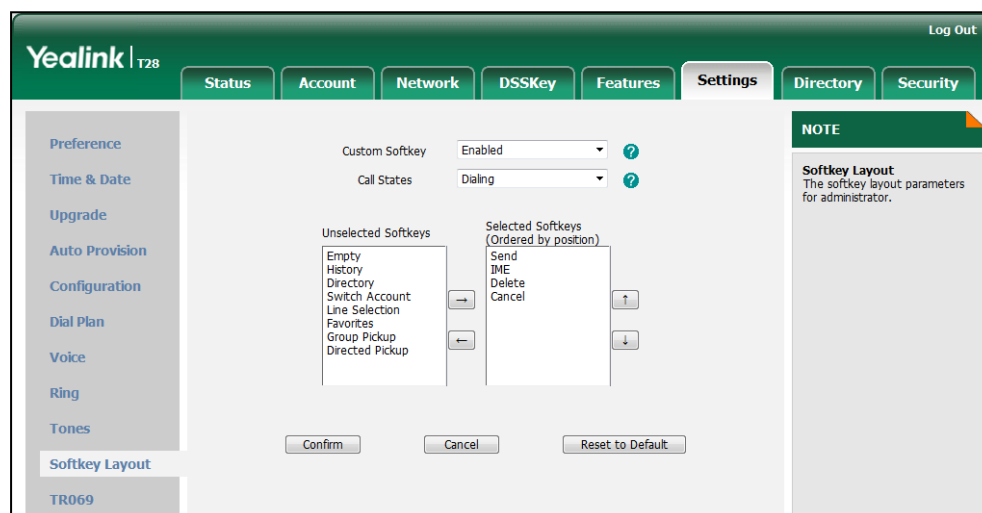 Log Out
Yealink | T28
Status Account Network DSSKey Features Settings Directory Security
Preference
Time & Date
Upgrade
Auto Provision
Configuration
Dial Plan
Voice
Ring
Tones
Softkey Layout
TR069
Custom Softkey Enabled ?
Call States Dialing ?
Unselected Softkeys
Empty
History
Directory
Switch Account
Line Selection
Favorites
Group Pickup
Directed Pickup
→
←
Selected Softkeys
(Ordered by position)
Send
IME
Delete
Cancel
↑
↓
Confirm Cancel Reset to Default
NOTE
Softkey Layout
The softkey layout parameters
for administrator.